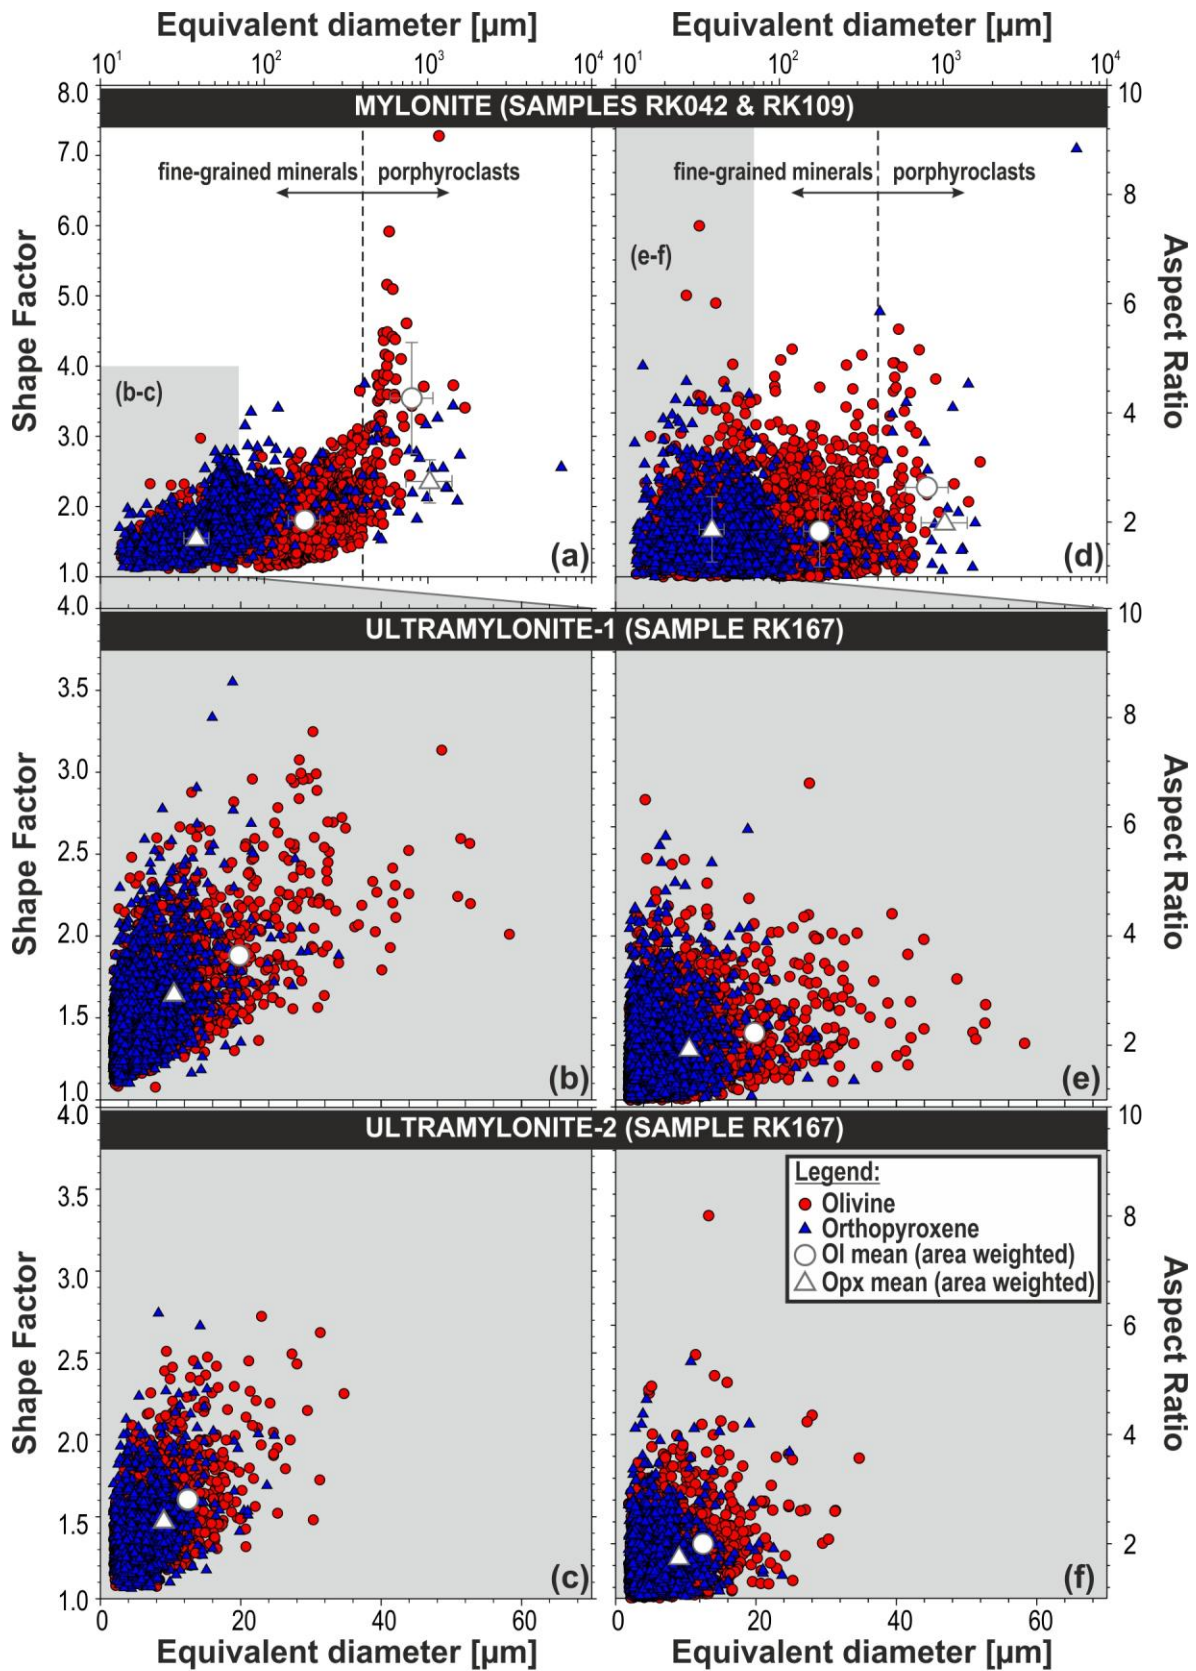 Equivalent diameter [µm] Equivalent diameter [µm]
10¹ 10² 10³ 10⁴ 10¹ 10² 10³ 10⁴
MYLONITE (SAMPLES RK042 & RK109)
8.0 7.0 6.0 5.0 4.0 3.0 2.0 1.0
Shape Factor
fine-grained minerals porphyroclasts
(b-c)
(a)
fine-grained minerals porphyroclasts
(e-f)
(d)
10 8 6 4 2
Aspect Ratio
ULTRAMYLONITE-1 (SAMPLE RK167)
4.0 3.5 3.0 2.5 2.0 1.5 1.0
Shape Factor
(b)
(e)
10 8 6 4 2
Aspect Ratio
ULTRAMYLONITE-2 (SAMPLE RK167)
4.0 3.5 3.0 2.5 2.0 1.5 1.0
Shape Factor
(c)
Legend:
Olivine
Orthopyroxene
Ol mean (area weighted)
Opx mean (area weighted)
(f)
10 8 6 4 2
Aspect Ratio
0 20 40 60 0 20 40 60
Equivalent diameter [µm] Equivalent diameter [µm]